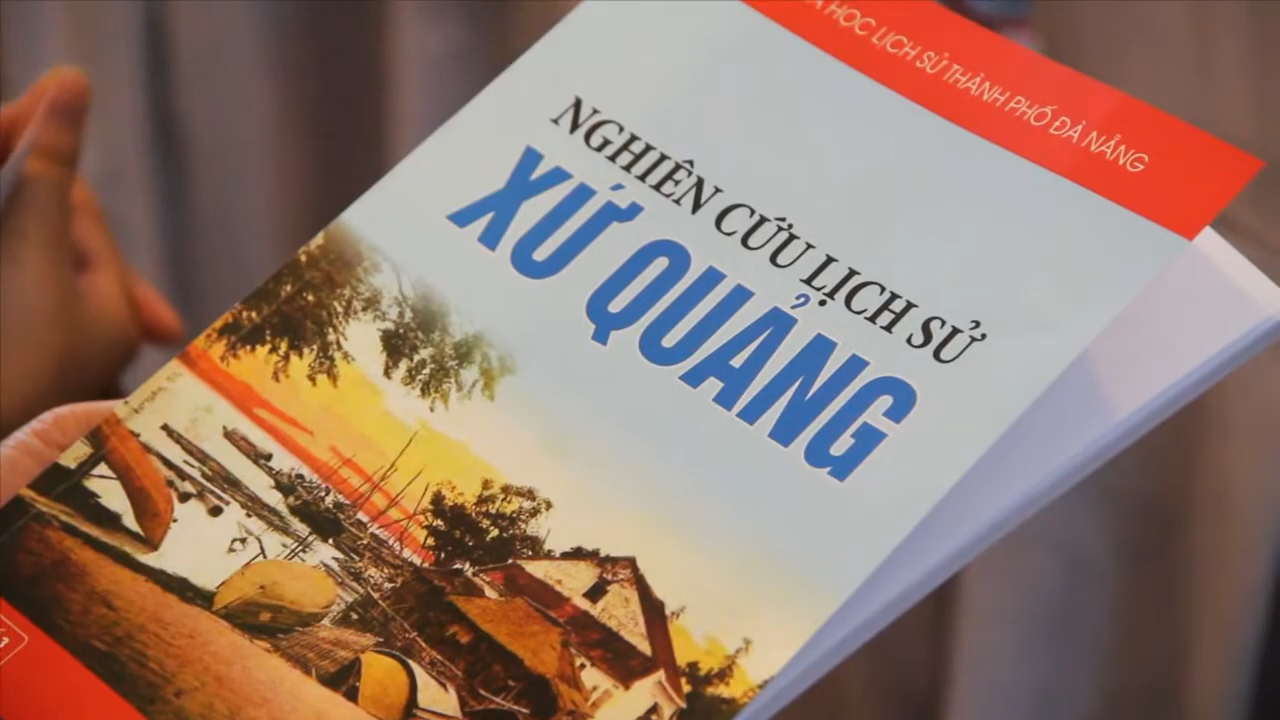 HỌC LỊCH SỬ THÀNH PHỐ ĐÀ NẴNG
NGHIÊN CỨU LỊCH SỬ
XỨ QUẢNG